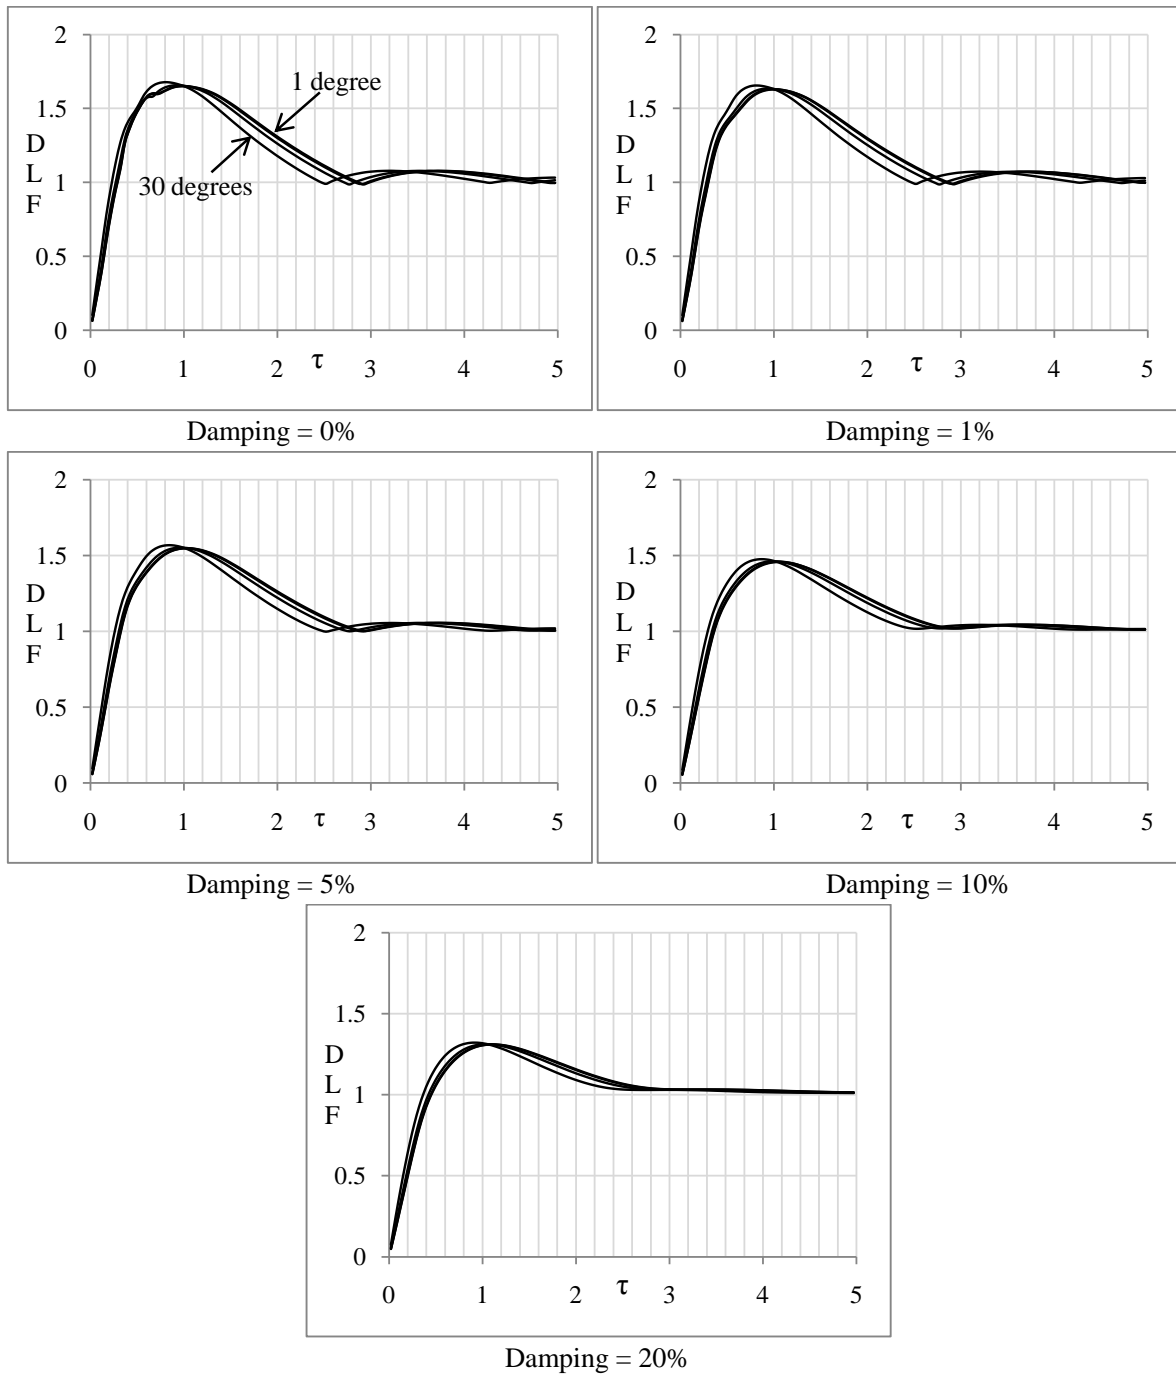 2
1.5
1
0.5
0
D
L
F
1 degree
30 degrees
0 1 2 τ 3 4 5
Damping = 0%
2
1.5
1
0.5
0
D
L
F
0 1 2 τ 3 4 5
Damping = 1%
2
1.5
1
0.5
0
D
L
F
0 1 2 τ 3 4 5
Damping = 5%
2
1.5
1
0.5
0
D
L
F
0 1 2 τ 3 4 5
Damping = 10%
2
1.5
1
0.5
0
D
L
F
0 1 2 τ 3 4 5
Damping = 20%